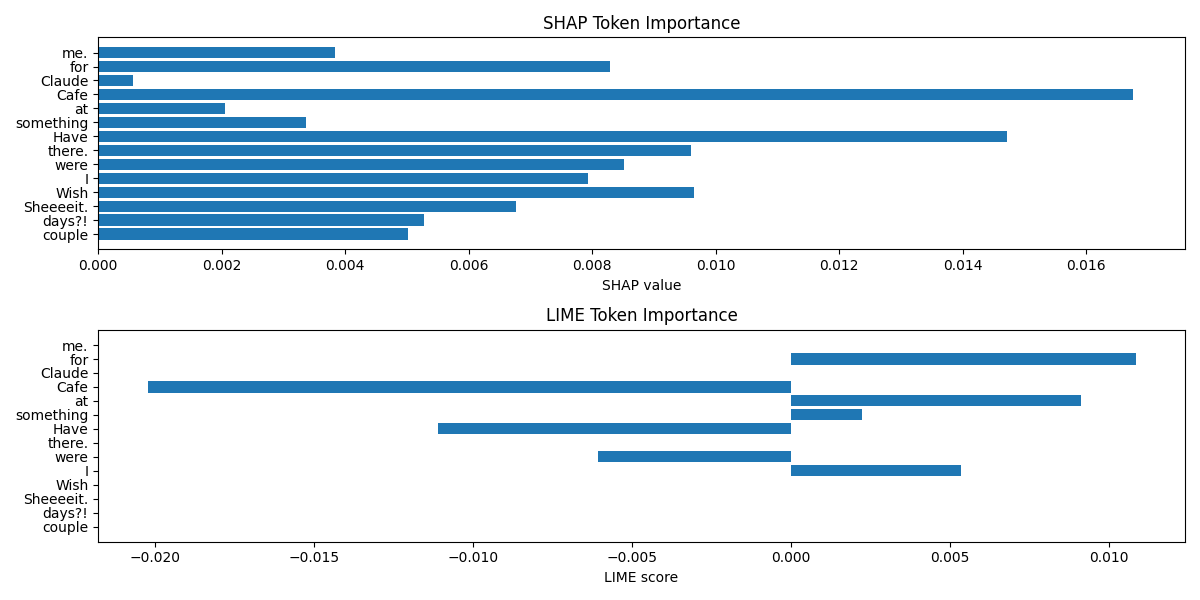 SHAP Token Importance
me.
for
Claude
Cafe
at
something
Have
there.
were
I
Wish
Sheeeeit.
days?!
couple
0.000 0.002 0.004 0.006 0.008 0.010 0.012 0.014 0.016
SHAP value
LIME Token Importance
me.
for
Claude
Cafe
at
something
Have
there.
were
I
Wish
Sheeeeit.
days?!
couple
−0.020 −0.015 −0.010 −0.005 0.000 0.005 0.010
LIME score